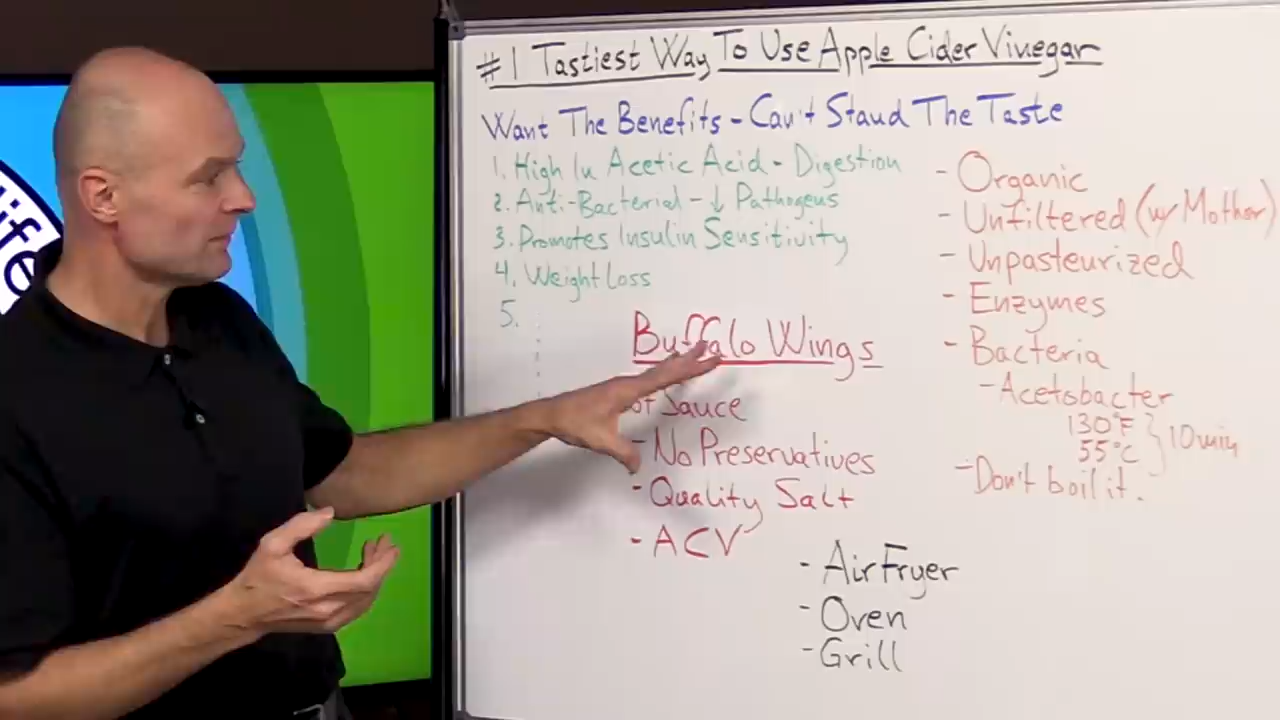 #1 Tastiest Way To Use Apple Cider Vinegar
Want The Benefits - Can't Stand The Taste
1. High In Acetic Acid - Digestion
2. Anti-Bacterial - ↓ Pathogens
3. Promotes Insulin Sensitivity
4. Weight Loss
5.
Buffalo Wings
Sauce
- No Preservatives
- Quality Salt
- ACV
- Air Fryer
- Oven
- Grill
- Organic
- Unfiltered (w/ Mother)
- Unpasteurized
- Enzymes
- Bacteria
- Acetobacter
130°F } 10 min
55°C
- Don't boil it.